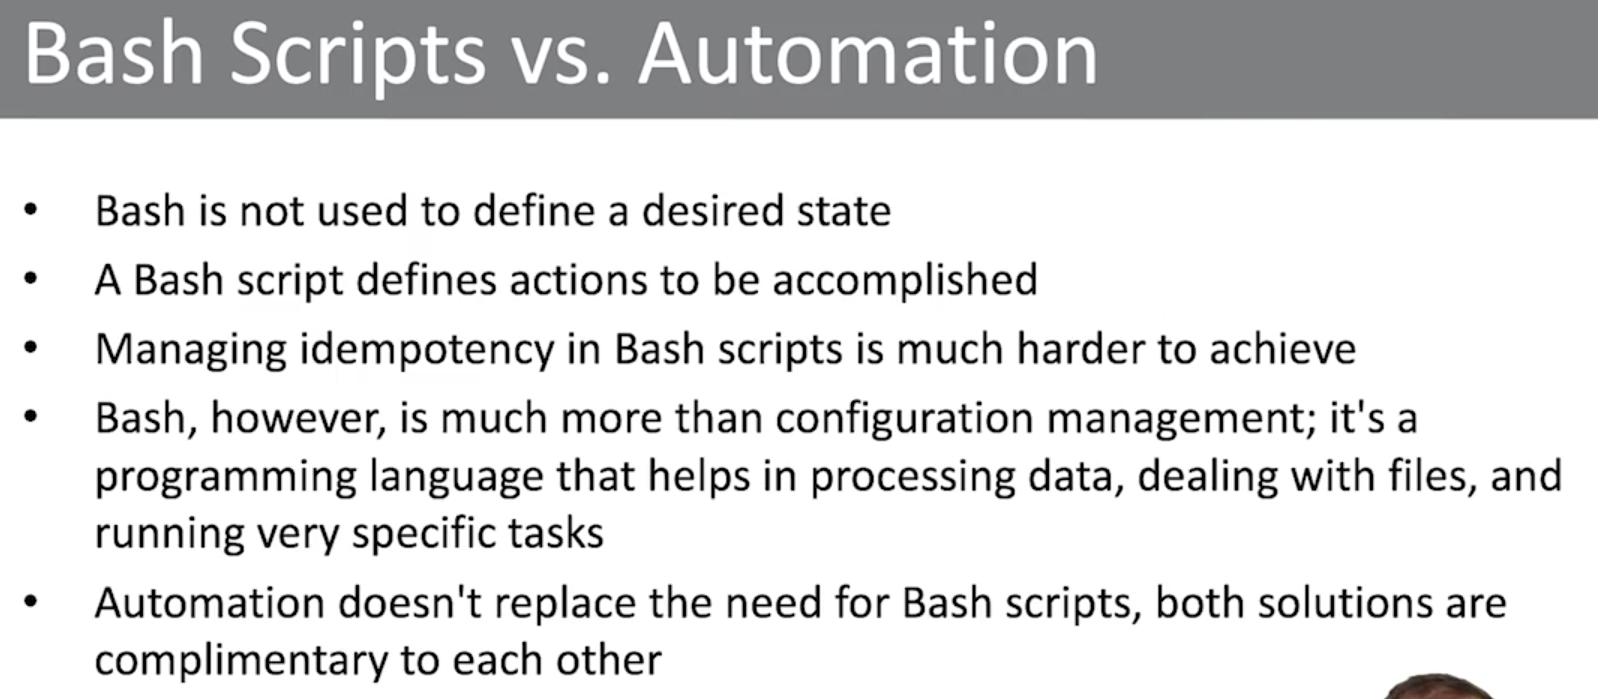 Bash Scripts vs. Automation
• Bash is not used to define a desired state
• A Bash script defines actions to be accomplished
• Managing idempotency in Bash scripts is much harder to achieve
• Bash, however, is much more than configuration management; it's a
programming language that helps in processing data, dealing with files, and
running very specific tasks
• Automation doesn't replace the need for Bash scripts, both solutions are
complimentary to each other